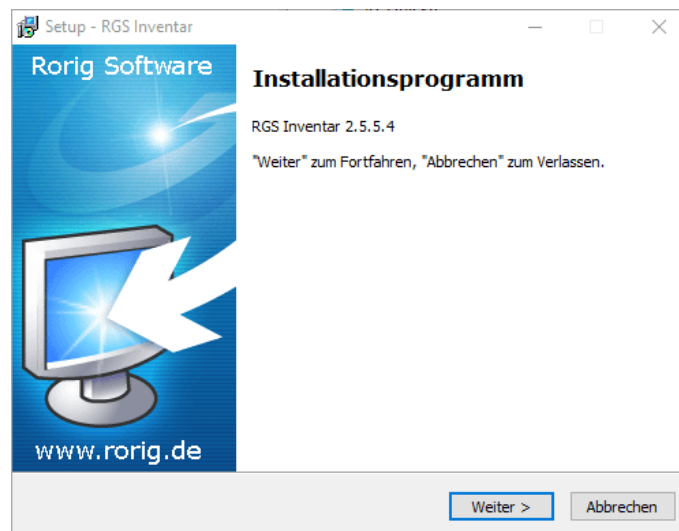 Setup - RGS Inventar
Rorig Software
Installationsprogramm
RGS Inventar 2.5.5.4
"Weiter" zum Fortfahren, "Abbrechen" zum Verlassen.
www.rorig.de
Weiter >
Abbrechen